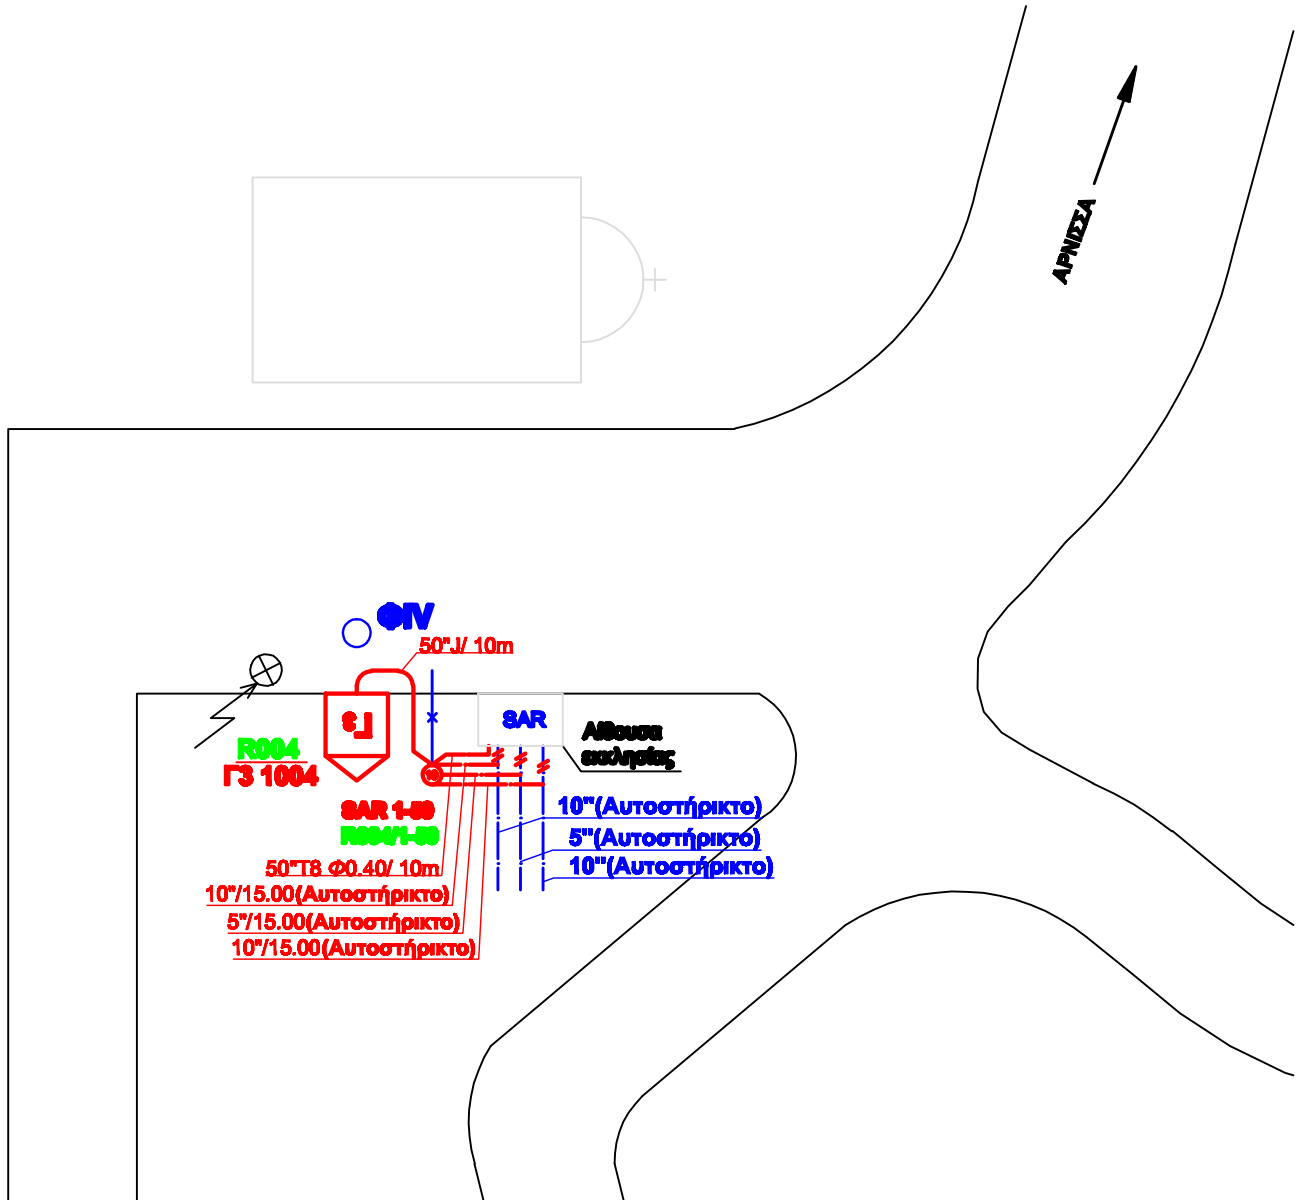 ΑΡΝΙΣΣΑ
ΦIV
50"J/ 10m
Γ3
SAR
Αίθουσα
εκκλησίας
R004
Γ3 1004
10
SAR 1-50
R004/1-50
10"(Αυτοστήρικτο)
5"(Αυτοστήρικτο)
10"(Αυτοστήρικτο)
50"T8 Φ0.40/ 10m
10"/15.00(Αυτοστήρικτο)
5"/15.00(Αυτοστήρικτο)
10"/15.00(Αυτοστήρικτο)